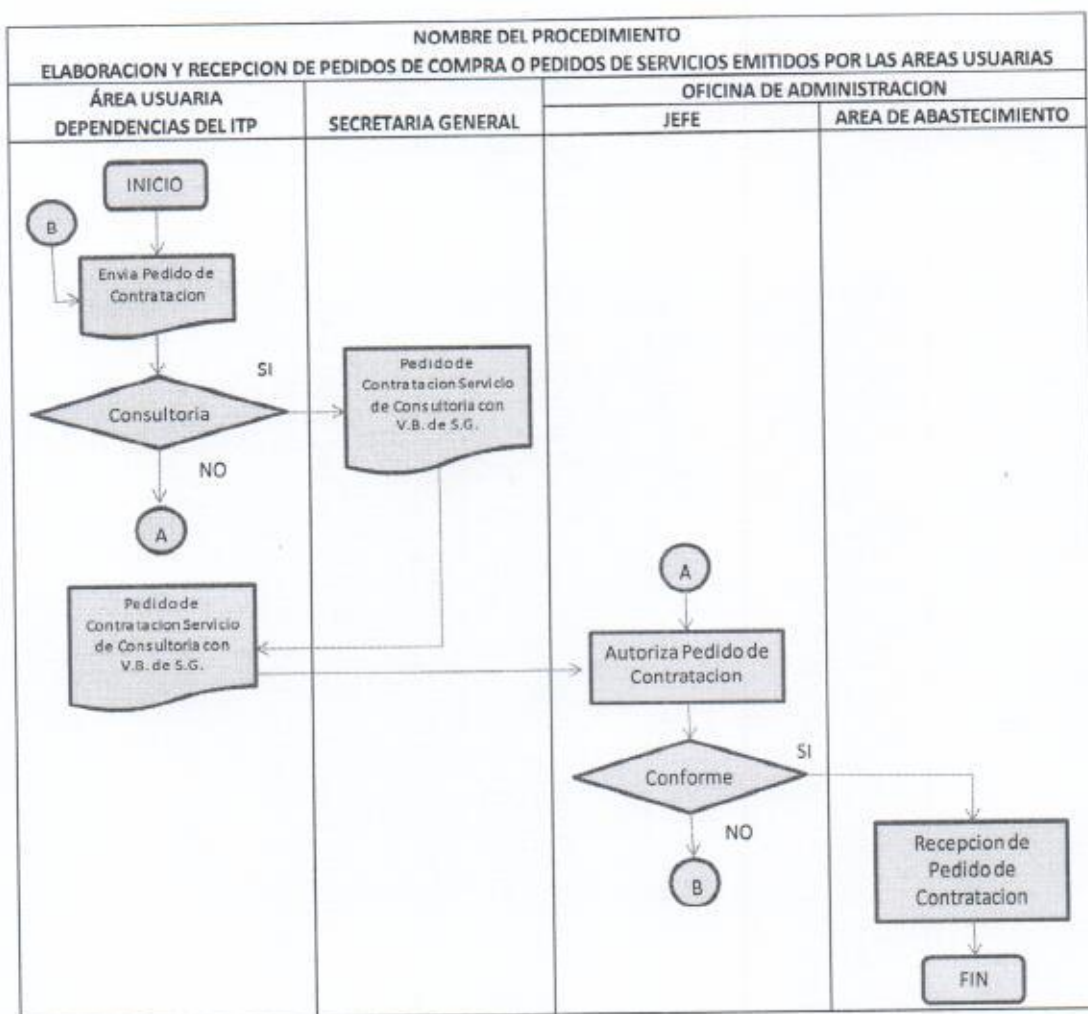 NOMBRE DEL PROCEDIMIENTO
ELABORACION Y RECEPCION DE PEDIDOS DE COMPRA O PEDIDOS DE SERVICIOS EMITIDOS POR LAS AREAS USUARIAS
ÁREA USUARIA
DEPENDENCIAS DEL ITP
SECRETARIA GENERAL
OFICINA DE ADMINISTRACION
JEFE
AREA DE ABASTECIMIENTO
INICIO
B
Envia Pedido de
Contratacion
Consultoria
SI
NO
A
Pedido de
Contratacion Servicio
de Consultoria con
V.B. de S.G.
Pedido de
Contratacion Servicio
de Consultoria con
V.B. de S.G.
A
Autoriza Pedido de
Contratacion
Conforme
SI
NO
B
Recepcion de
Pedido de
Contratacion
FIN